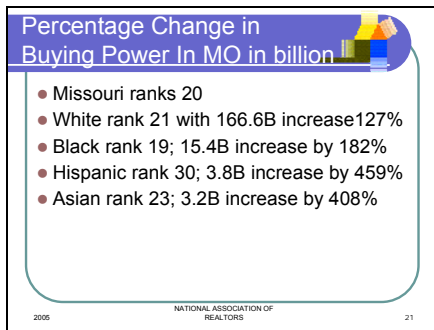 Percentage Change in
Buying Power In MO in billion
Missouri ranks 20
White rank 21 with 166.6B increase127%
Black rank 19; 15.4B increase by 182%
Hispanic rank 30; 3.8B increase by 459%
Asian rank 23; 3.2B increase by 408%
2005
NATIONAL ASSOCIATION OF
REALTORS
21